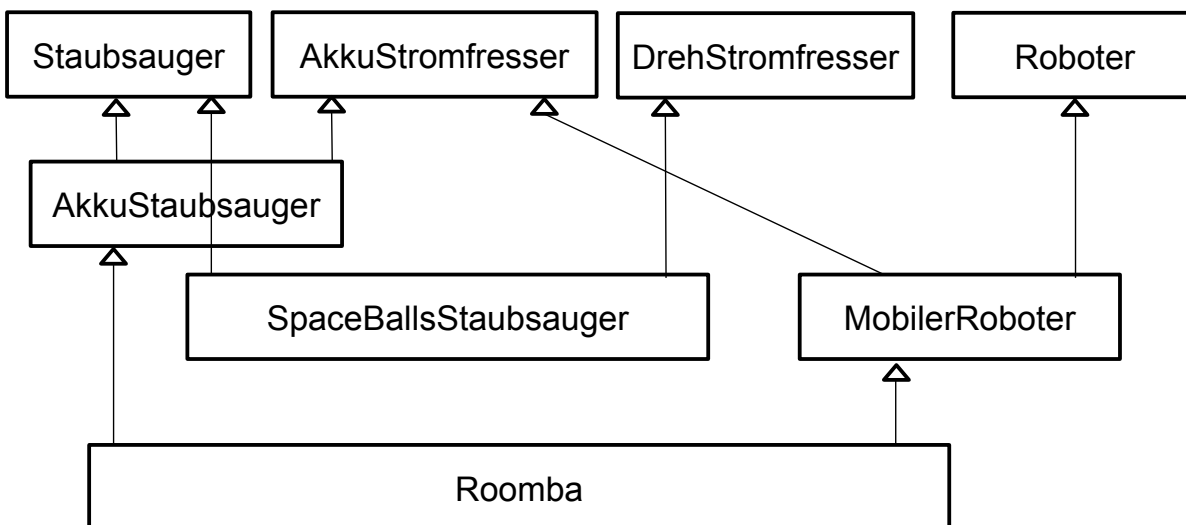 Staubsauger
AkkuStromfresser
DrehStromfresser
Roboter
AkkuStaubsauger
SpaceBallsStaubsauger
MobilerRoboter
Roomba